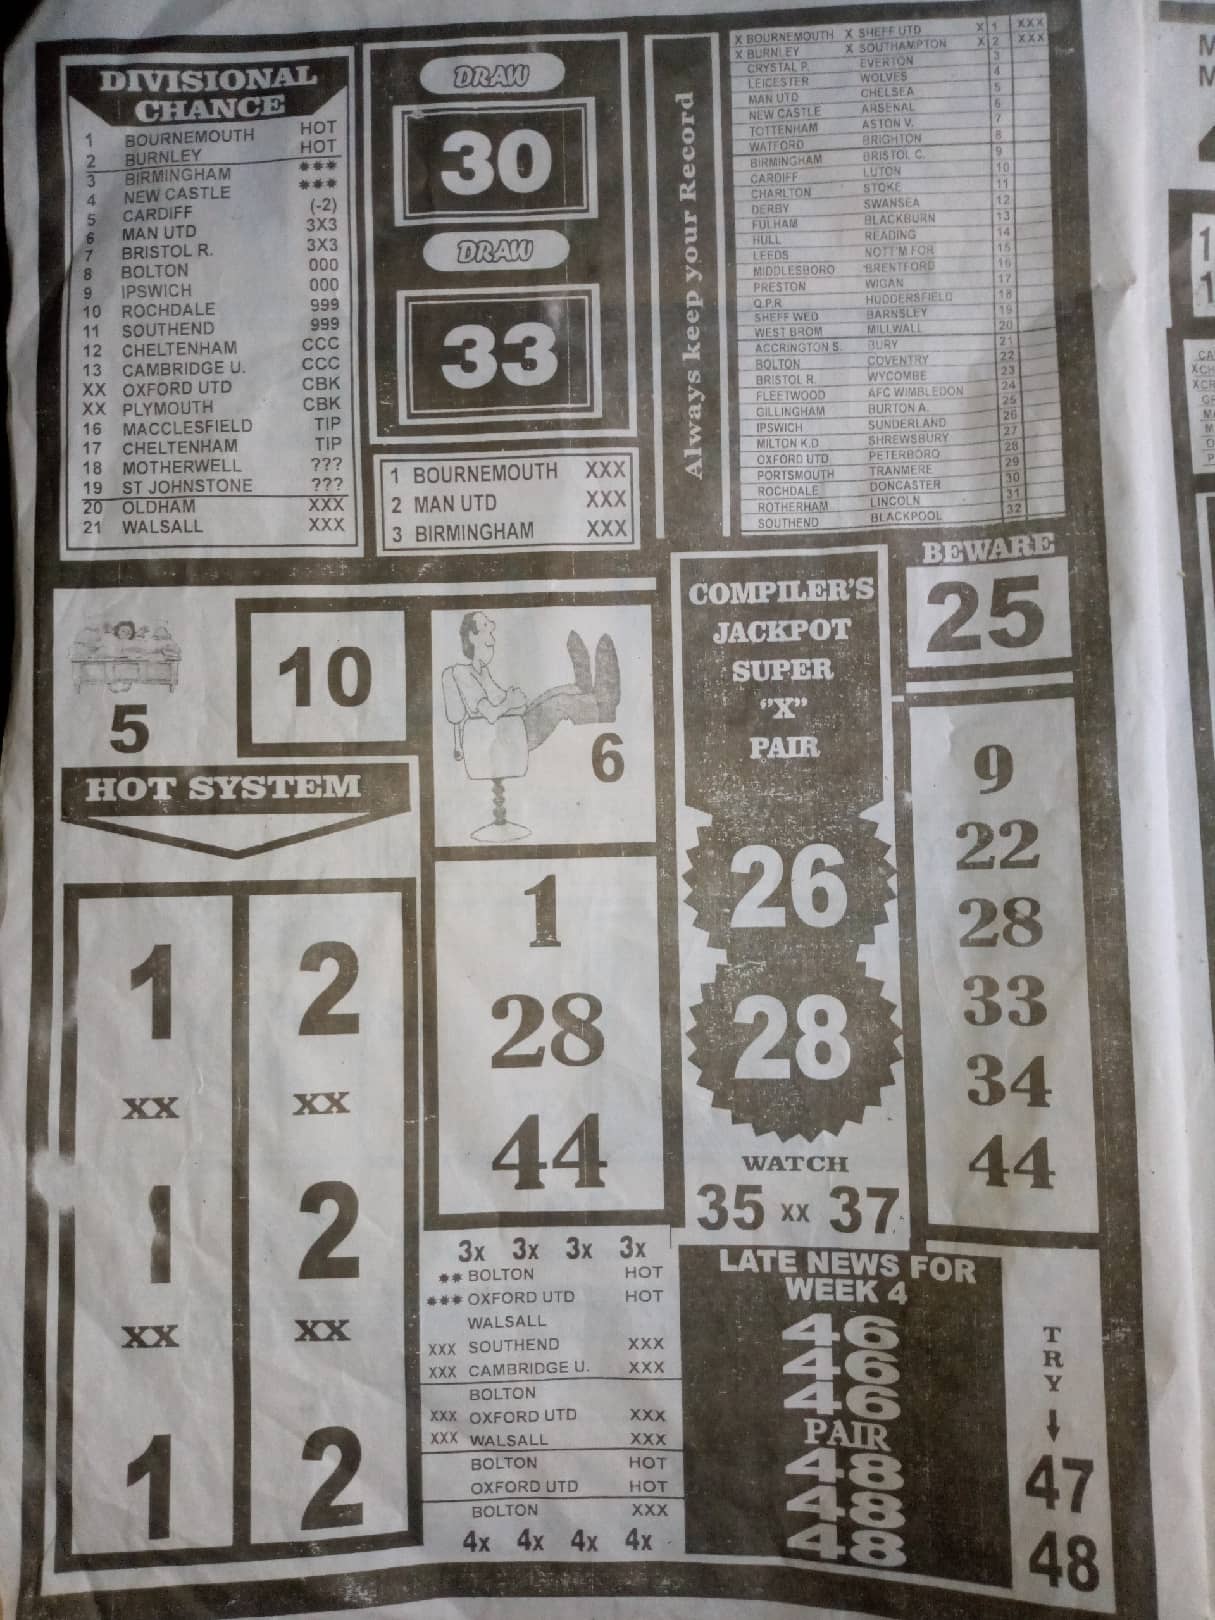 DIVISIONAL
CHANCE
1 BOURNEMOUTH HOT
2 BURNLEY HOT
3 BIRMINGHAM ***
4 NEW CASTLE ***
5 CARDIFF (-2)
6 MAN UTD 3X3
7 BRISTOL R. 3X3
8 BOLTON 000
9 IPSWICH 000
10 ROCHDALE 999
11 SOUTHEND 999
12 CHELTENHAM CCC
13 CAMBRIDGE U. CCC
XX OXFORD UTD CBK
XX PLYMOUTH CBK
16 MACCLESFIELD TIP
17 CHELTENHAM TIP
18 MOTHERWELL ???
19 ST JOHNSTONE ???
20 OLDHAM XXX
21 WALSALL XXX
DRAW
30
DRAW
33
1 BOURNEMOUTH XXX
2 MAN UTD XXX
3 BIRMINGHAM XXX
Always keep your Record
X BOURNEMOUTH X SHEFF UTD X 1 XXX
X BURNLEY X SOUTHAMPTON X 2 XXX
CRYSTAL P. EVERTON 3
LEICESTER WOLVES 4
MAN UTD CHELSEA 5
NEW CASTLE ARSENAL 6
TOTTENHAM ASTON V. 7
WATFORD BRIGHTON 8
BIRMINGHAM BRISTOL C. 9
CARDIFF LUTON 10
CHARLTON STOKE 11
DERBY SWANSEA 12
FULHAM BLACKBURN 13
HULL READING 14
LEEDS NOTT'M FOR 15
MIDDLESBORO BRENTFORD 16
PRESTON WIGAN 17
Q.P.R HUDDERSFIELD 18
SHEFF WED BARNSLEY 19
WEST BROM MILLWALL 20
ACCRINGTON S. BURY 21
BOLTON COVENTRY 22
BRISTOL R. WYCOMBE 23
FLEETWOOD AFC WIMBLEDON 24
GILLINGHAM BURTON A. 25
IPSWICH SUNDERLAND 26
MILTON K.D SHREWSBURY 27
OXFORD UTD PETERBORO 28
PORTSMOUTH TRANMERE 29
ROCHDALE DONCASTER 30
ROTHERHAM LINCOLN 31
SOUTHEND BLACKPOOL 32
5
10
6
HOT SYSTEM
1 2
XX XX
1 2
XX XX
1 2
1
28
44
COMPILER'S
JACKPOT
SUPER
"X"
PAIR
26
28
WATCH
35 XX 37
BEWARE
25
9
22
28
33
34
44
3x 3x 3x 3x
** BOLTON HOT
*** OXFORD UTD HOT
WALSALL
XXX SOUTHEND XXX
XXX CAMBRIDGE U. XXX
BOLTON
XXX OXFORD UTD XXX
XXX WALSALL XXX
BOLTON HOT
OXFORD UTD HOT
BOLTON XXX
4x 4x 4x 4x
LATE NEWS FOR
WEEK 4
46
46
46
PAIR
48
48
48
TRY
47
48